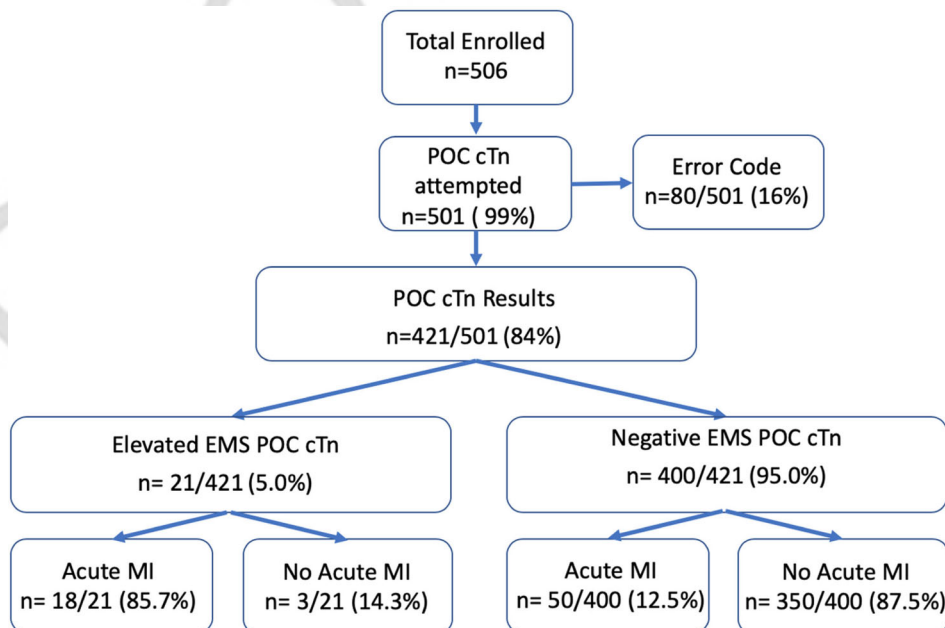 Total Enrolled
n=506
POC cTn
attempted
n=501 ( 99%)
Error Code
n=80/501 (16%)
POC cTn Results
n=421/501 (84%)
Elevated EMS POC cTn
n= 21/421 (5.0%)
Negative EMS POC cTn
n= 400/421 (95.0%)
Acute MI
n= 18/21 (85.7%)
No Acute MI
n= 3/21 (14.3%)
Acute MI
n= 50/400 (12.5%)
No Acute MI
n= 350/400 (87.5%)